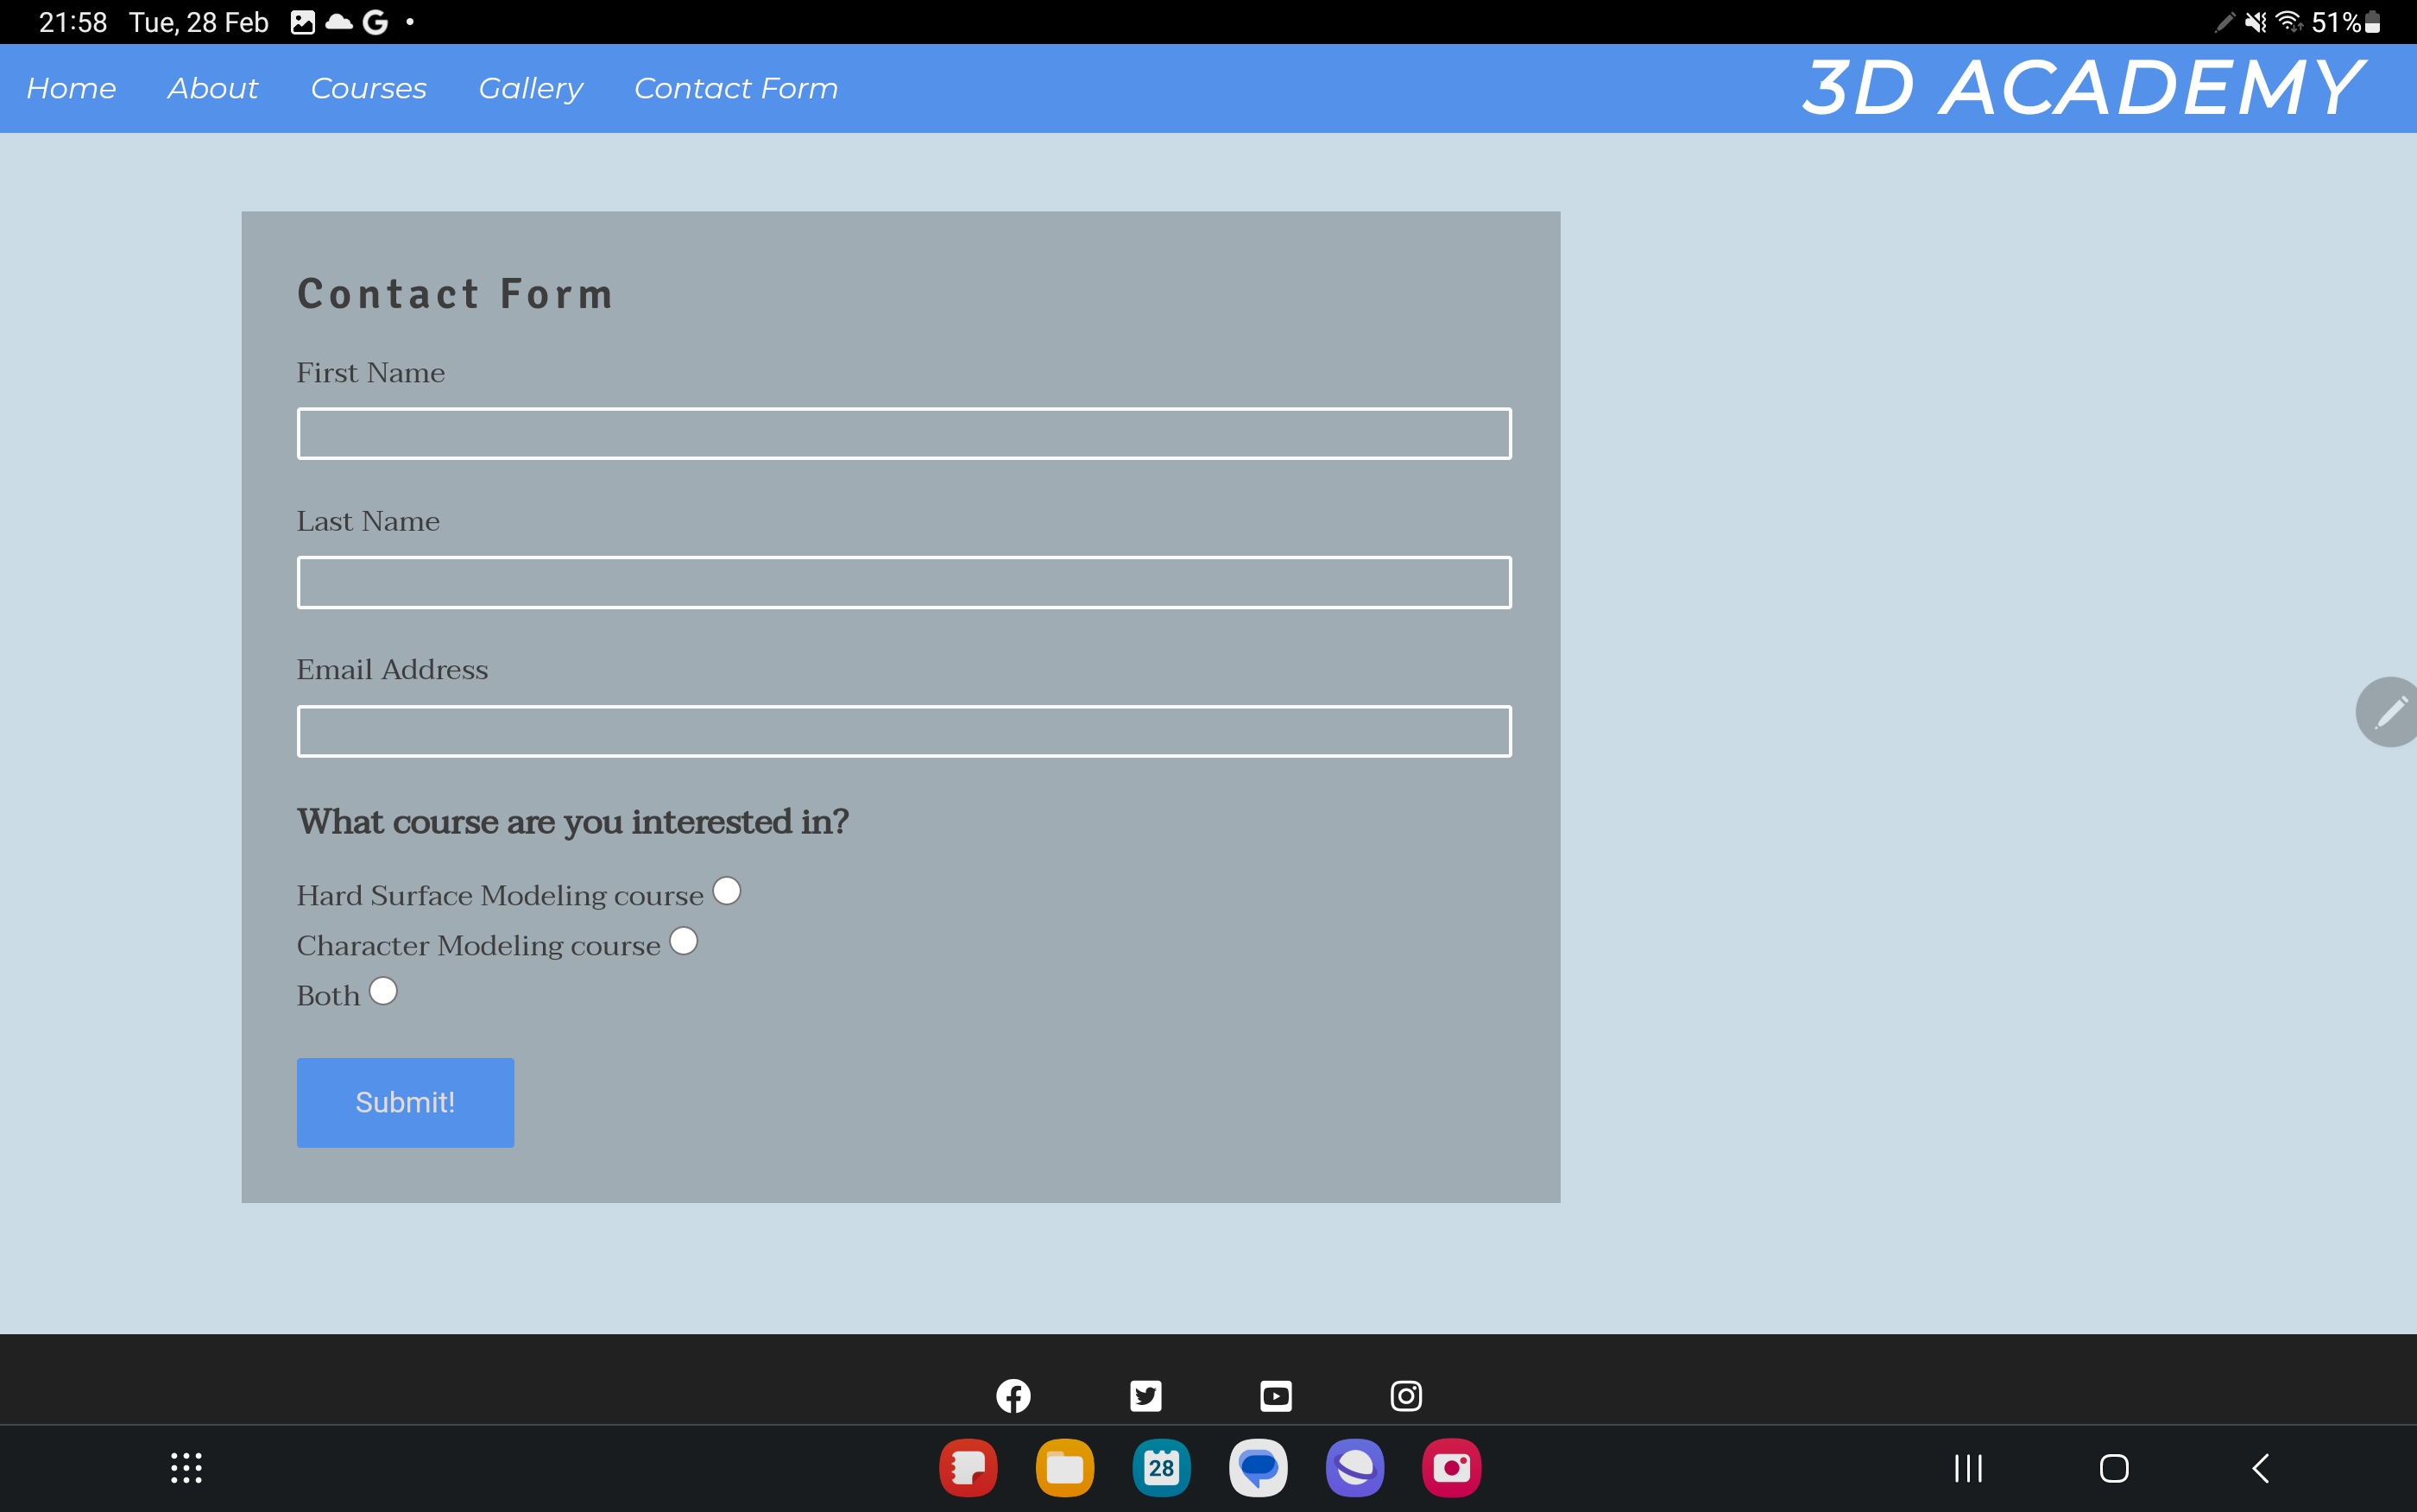 21:58 Tue, 28 Feb 51%
Home About Courses Gallery Contact Form 3D ACADEMY
Contact Form
First Name
Last Name
Email Address
What course are you interested in?
Hard Surface Modeling course
Character Modeling course
Both
Submit!
28